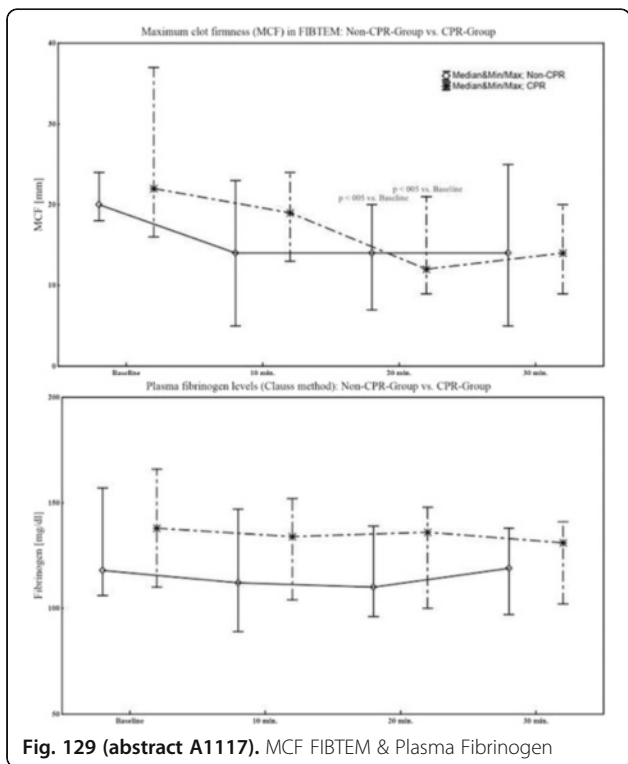 Maximum clot firmness (MCF) in FIBTEM: Non-CPR-Group vs. CPR-Group
40
Median&Min/Max; Non-CPR
Median&Min/Max; CPR
30
p < 005 vs. Baseline
p < 005 vs. Baseline
MCF [mm]
20
10
0
Baseline
10 min.
20 min.
30 min.
Plasma fibrinogen levels (Clauss method): Non-CPR-Group vs. CPR-Group
200
150
Fibrinogen [mg/dl]
100
50
Baseline
10 min.
20 min.
30 min.
Fig. 129 (abstract A1117). MCF FIBTEM & Plasma Fibrinogen